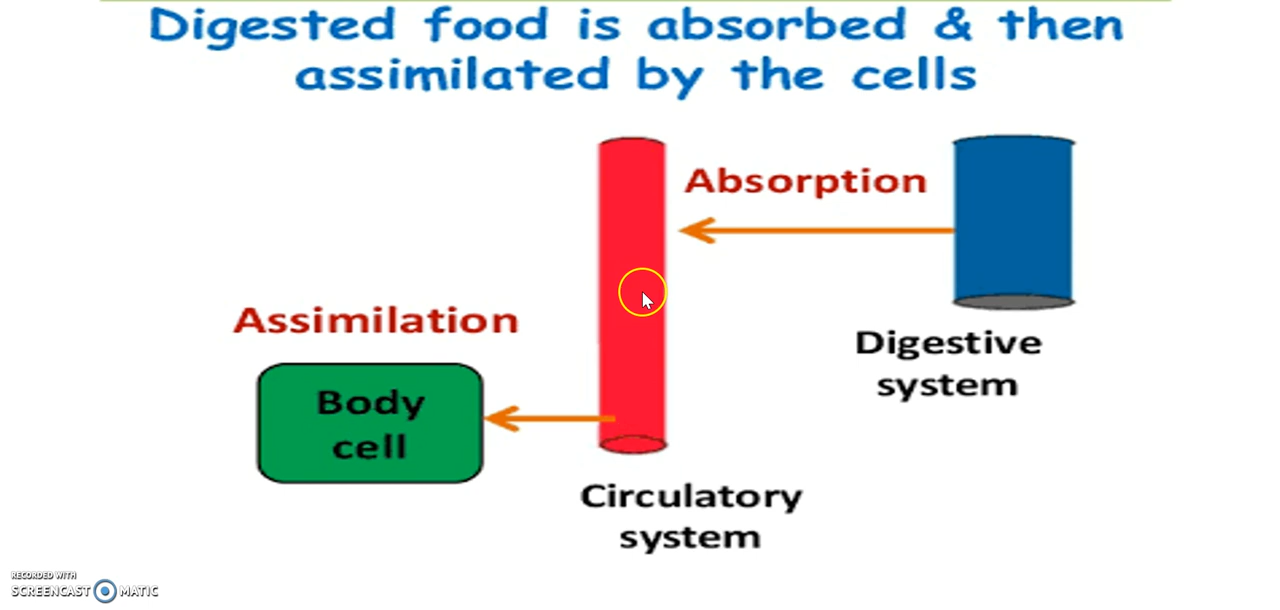 Digested food is absorbed & then
assimilated by the cells
Absorption
Digestive
system
Assimilation
Body
cell
Circulatory
system
RECORDED WITH
SCREENCAST MATIC